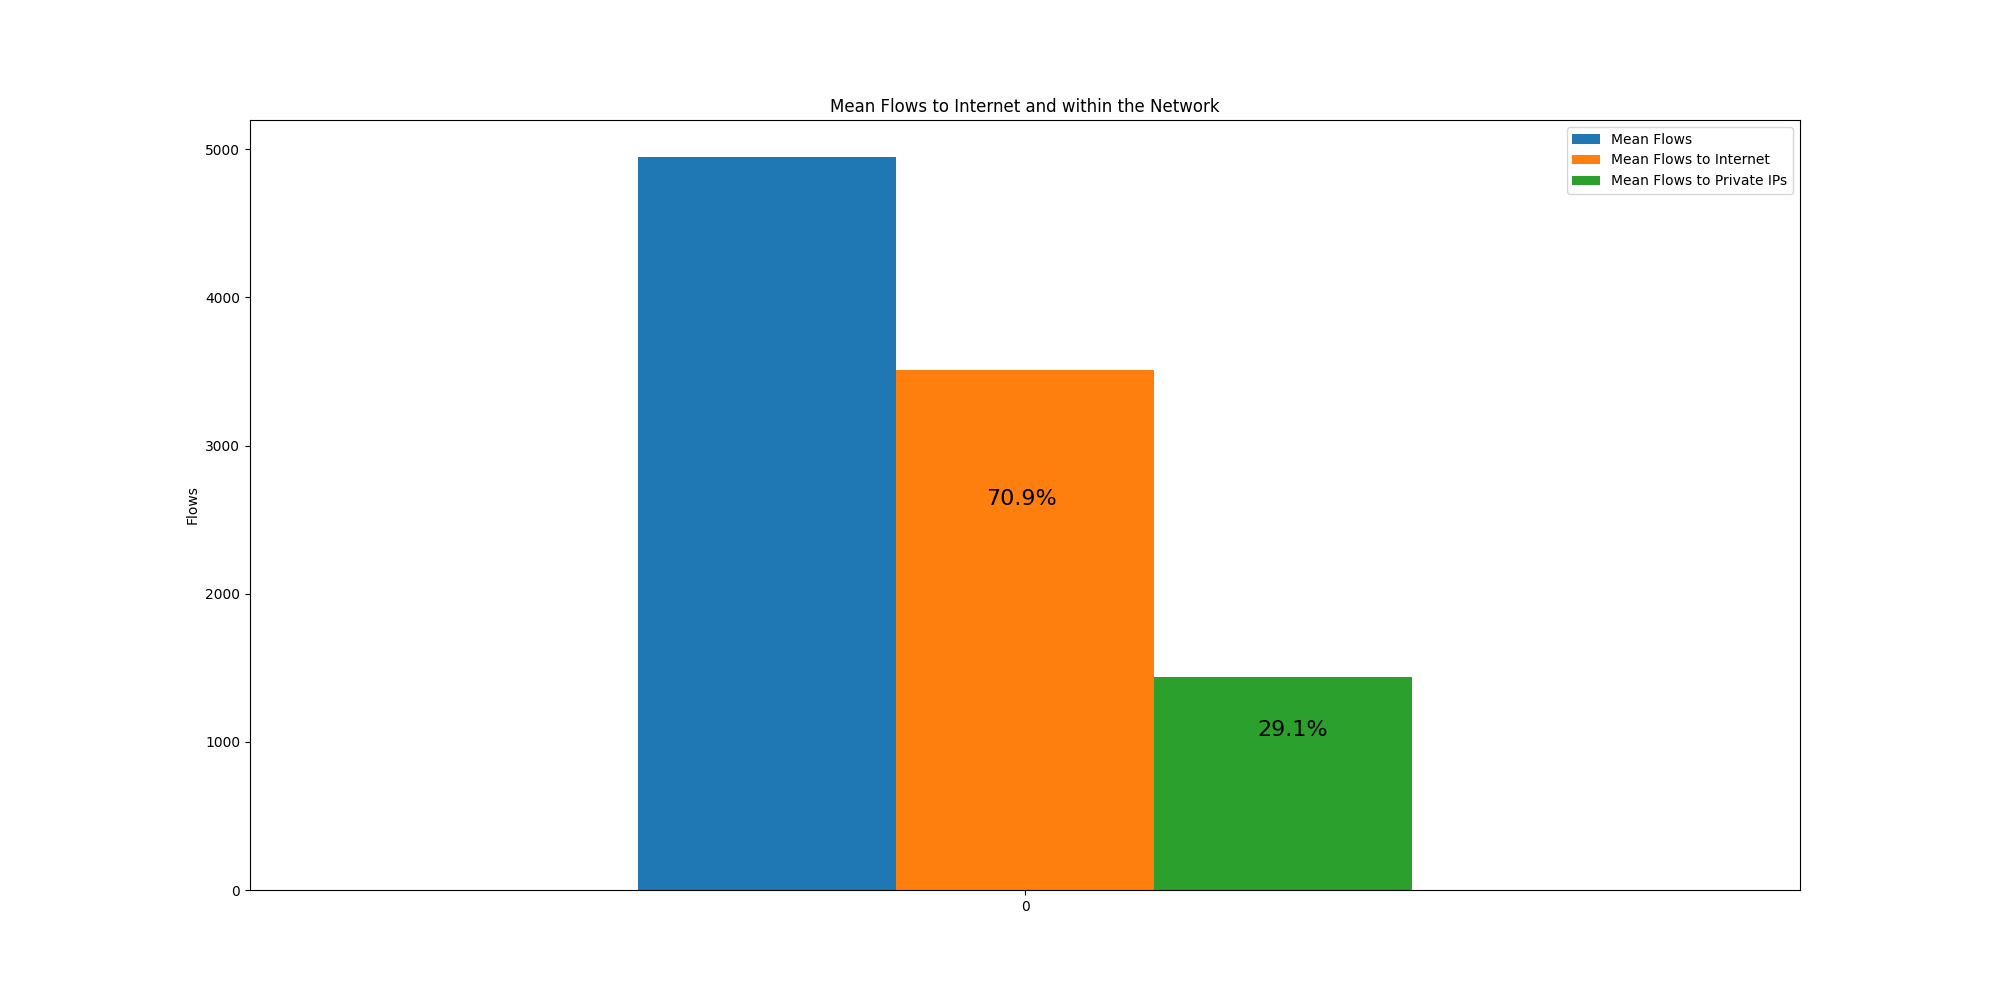 Mean Flows to Internet and within the Network
Mean Flows
Mean Flows to Internet
Mean Flows to Private IPs
5000
4000
3000
2000
1000
0
Flows
70.9%
29.1%
0